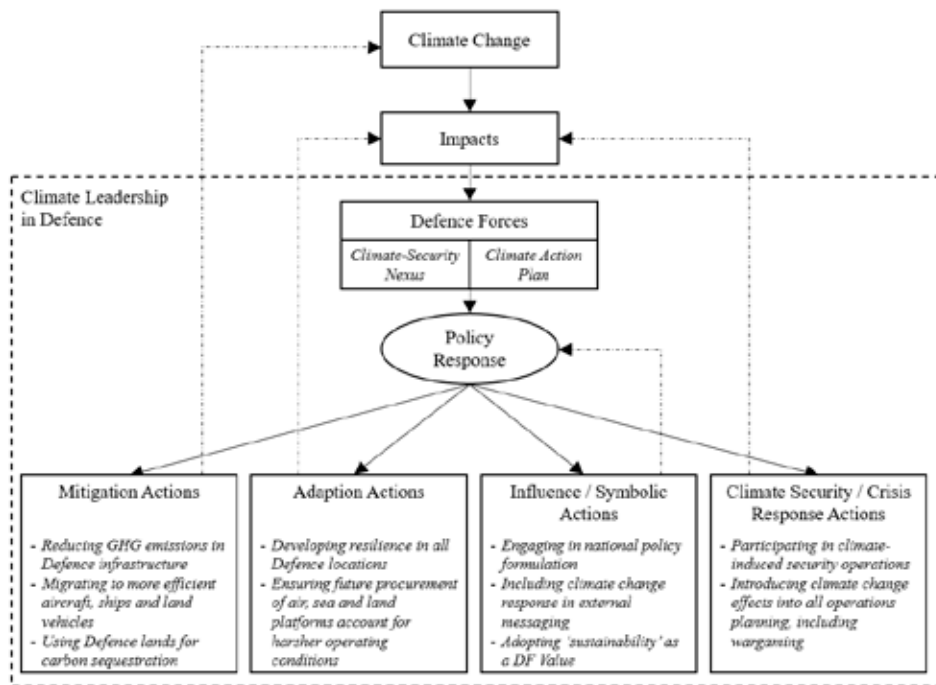 Climate Change
Impacts
Climate Leadership
in Defence
Defence Forces
Climate-Security
Nexus
Climate Action
Plan
Policy
Response
Mitigation Actions
- Reducing GHG emissions in
Defence infrastructure
- Migrating to more efficient
aircraft, ships and land
vehicles
- Using Defence lands for
carbon sequestration
Adaption Actions
- Developing resilience in all
Defence locations
- Ensuring future procurement
of air, sea and land
platforms account for
harsher operating
conditions
Influence / Symbolic
Actions
- Engaging in national policy
formulation
- Including climate change
response in external
messaging
- Adopting ‘sustainability’ as
a DF Value
Climate Security / Crisis
Response Actions
- Participating in climate-
induced security operations
- Introducing climate change
effects into all operations
planning, including
wargaming